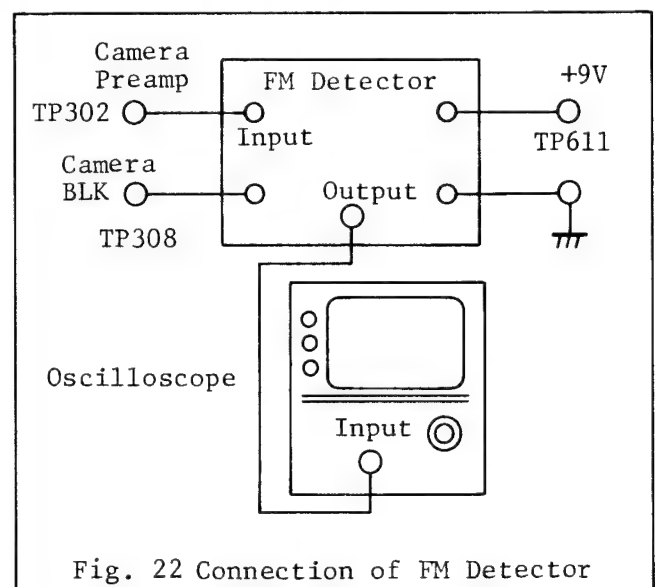 Camera
Preamp
TP302
FM Detector
+9V
Input
TP611
Camera
BLK
Output
TP308
Oscilloscope
Input
Fig. 22 Connection of FM Detector